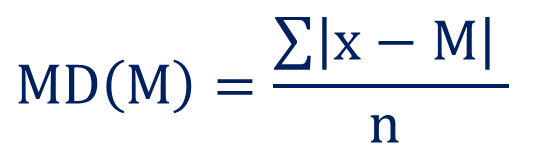 MD(M) = ∑|x − M| / n